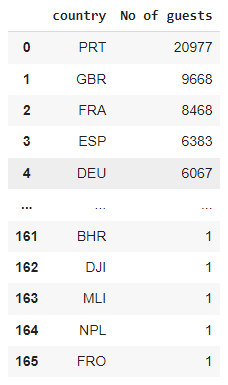 country No of guests
0 PRT 20977
1 GBR 9668
2 FRA 8468
3 ESP 6383
4 DEU 6067
... ... ...
161 BHR 1
162 DJI 1
163 MLI 1
164 NPL 1
165 FRO 1